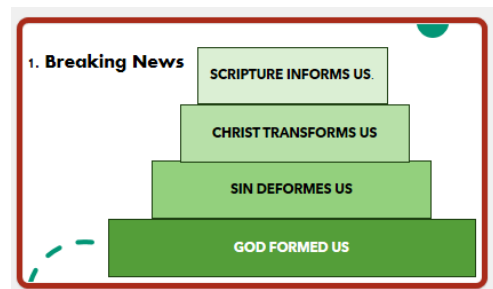 1. Breaking News
SCRIPTURE INFORMS US.
CHRIST TRANSFORMS US
SIN DEFORMES US
GOD FORMED US